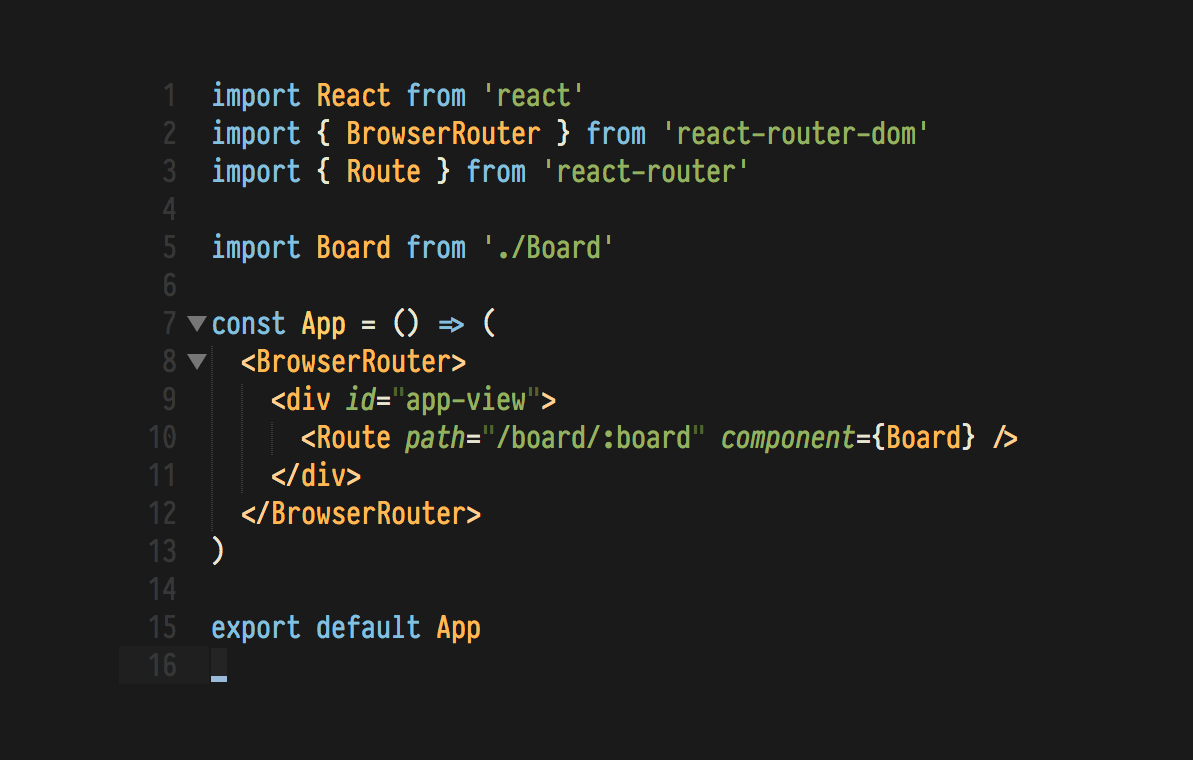 1 import React from 'react'
2 import { BrowserRouter } from 'react-router-dom'
3 import { Route } from 'react-router'
4
5 import Board from './Board'
6
7 const App = () => (
8   <BrowserRouter>
9     <div id="app-view">
10       <Route path="/board/:board" component={Board} />
11     </div>
12   </BrowserRouter>
13 )
14
15 export default App
16